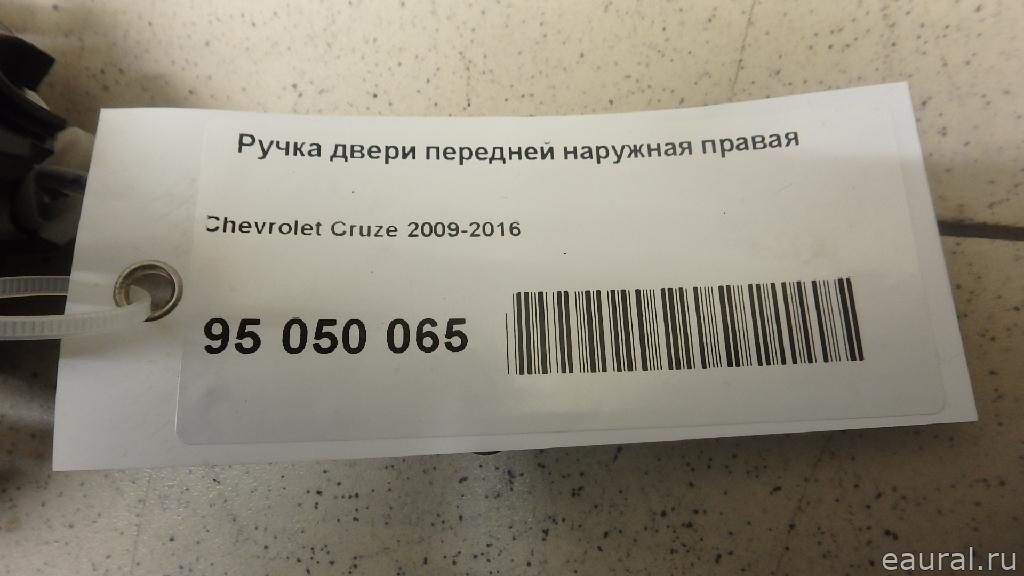 Ручка двери передней наружная правая
Chevrolet Cruze 2009-2016
95 050 065
eaural.ru